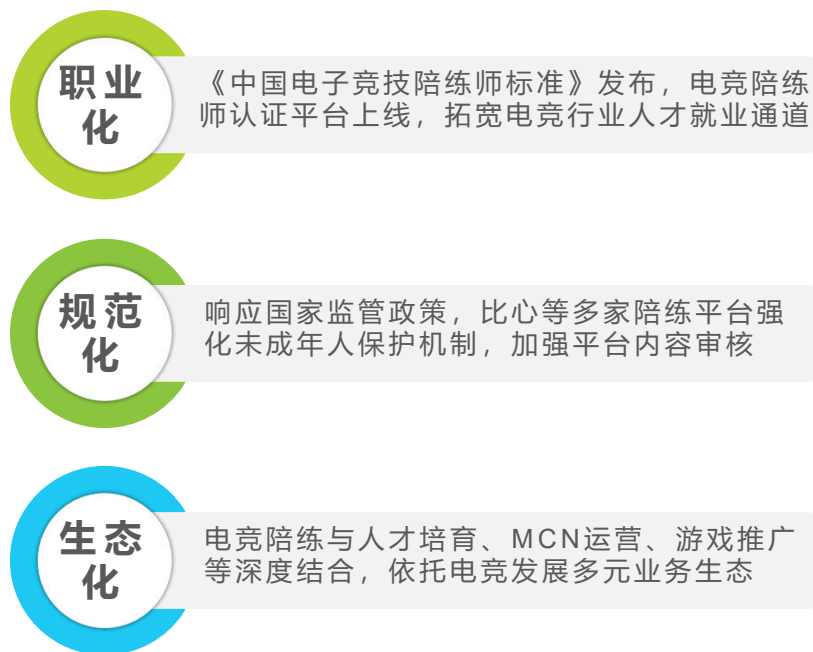 职业
化
《中国电子竞技陪练师标准》发布，电竞陪练
师认证平台上线，拓宽电竞行业人才就业通道
规范
化
响应国家监管政策，比心等多家陪练平台强
化未成年人保护机制，加强平台内容审核
生态
化
电竞陪练与人才培育、MCN运营、游戏推广
等深度结合，依托电竞发展多元业务生态